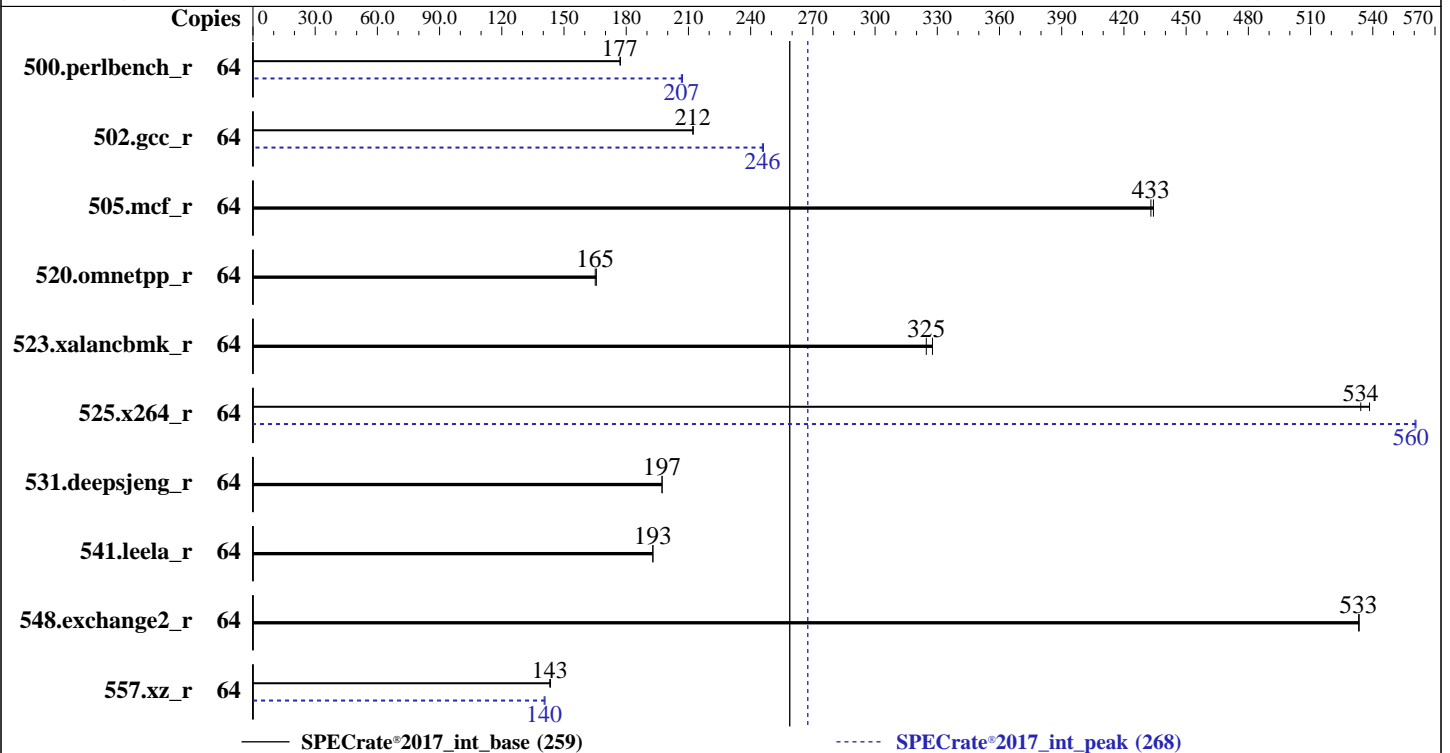 Copies 0 30.0 60.0 90.0 120 150 180 210 240 270 300 330 360 390 420 450 480 510 540 570
177
500.perlbench_r 64
207
212
502.gcc_r 64
246
433
505.mcf_r 64
165
520.omnetpp_r 64
325
523.xalancbmk_r 64
534
525.x264_r 64
560
197
531.deepsjeng_r 64
193
541.leela_r 64
533
548.exchange2_r 64
143
557.xz_r 64
140
SPECrate®2017_int_base (259) SPECrate®2017_int_peak (268)